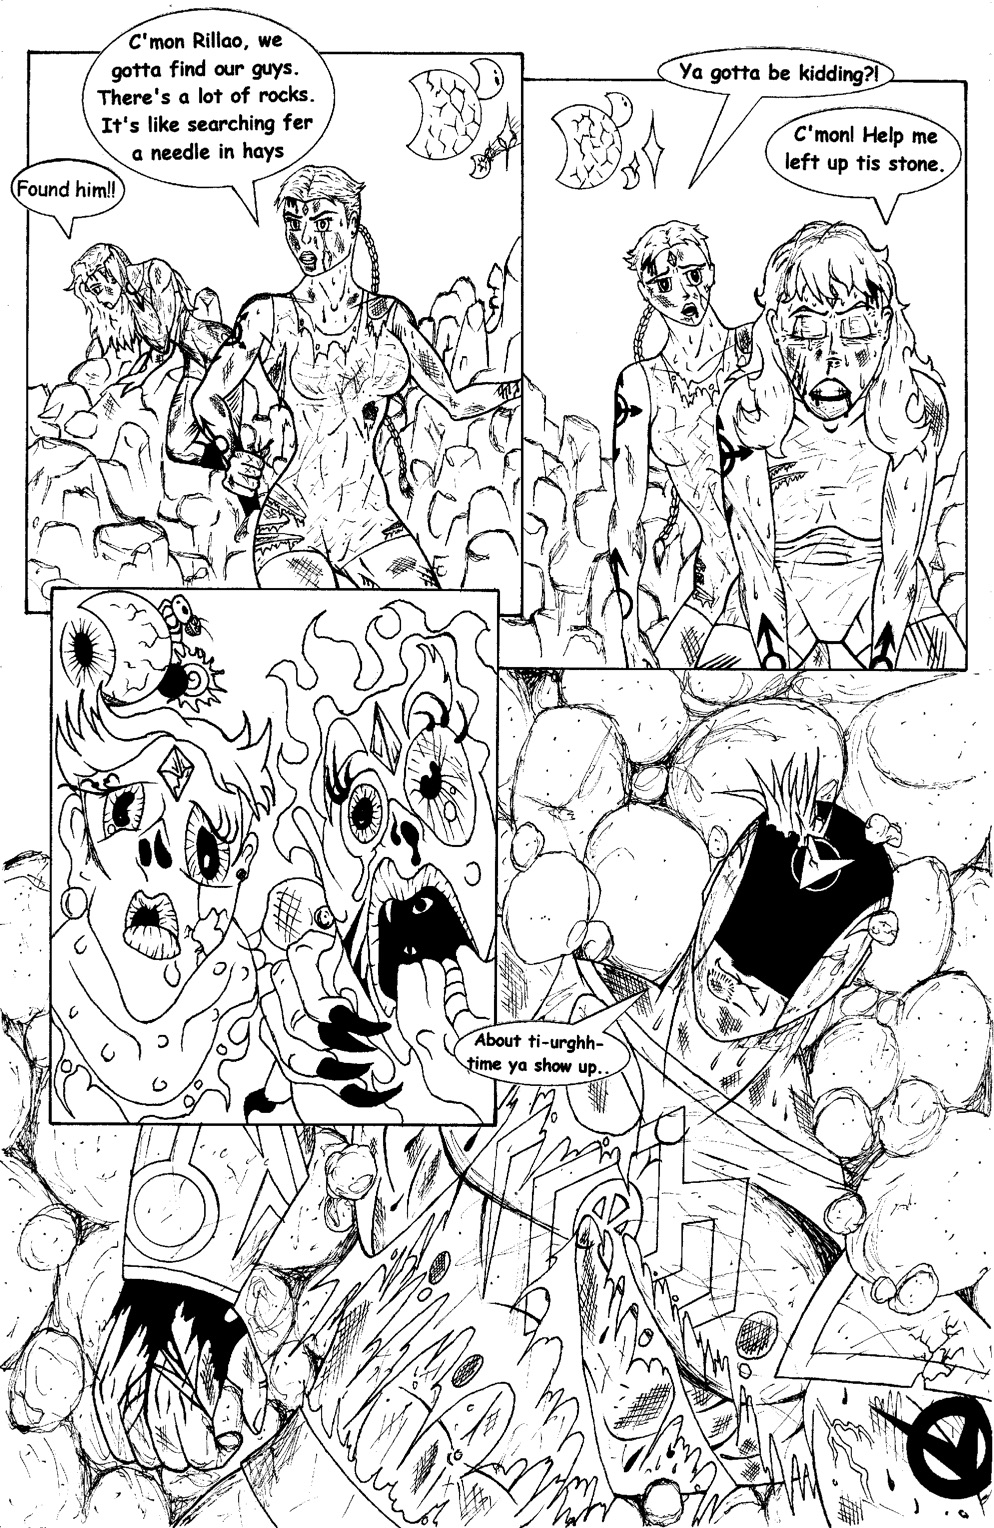 C'mon Rillao, we
gotta find our guys.
There's a lot of rocks.
It's like searching fer
a needle in hays
Found him!!
Ya gotta be kidding?!
C'mon! Help me
left up tis stone.
About ti-urghh-
time ya show up..